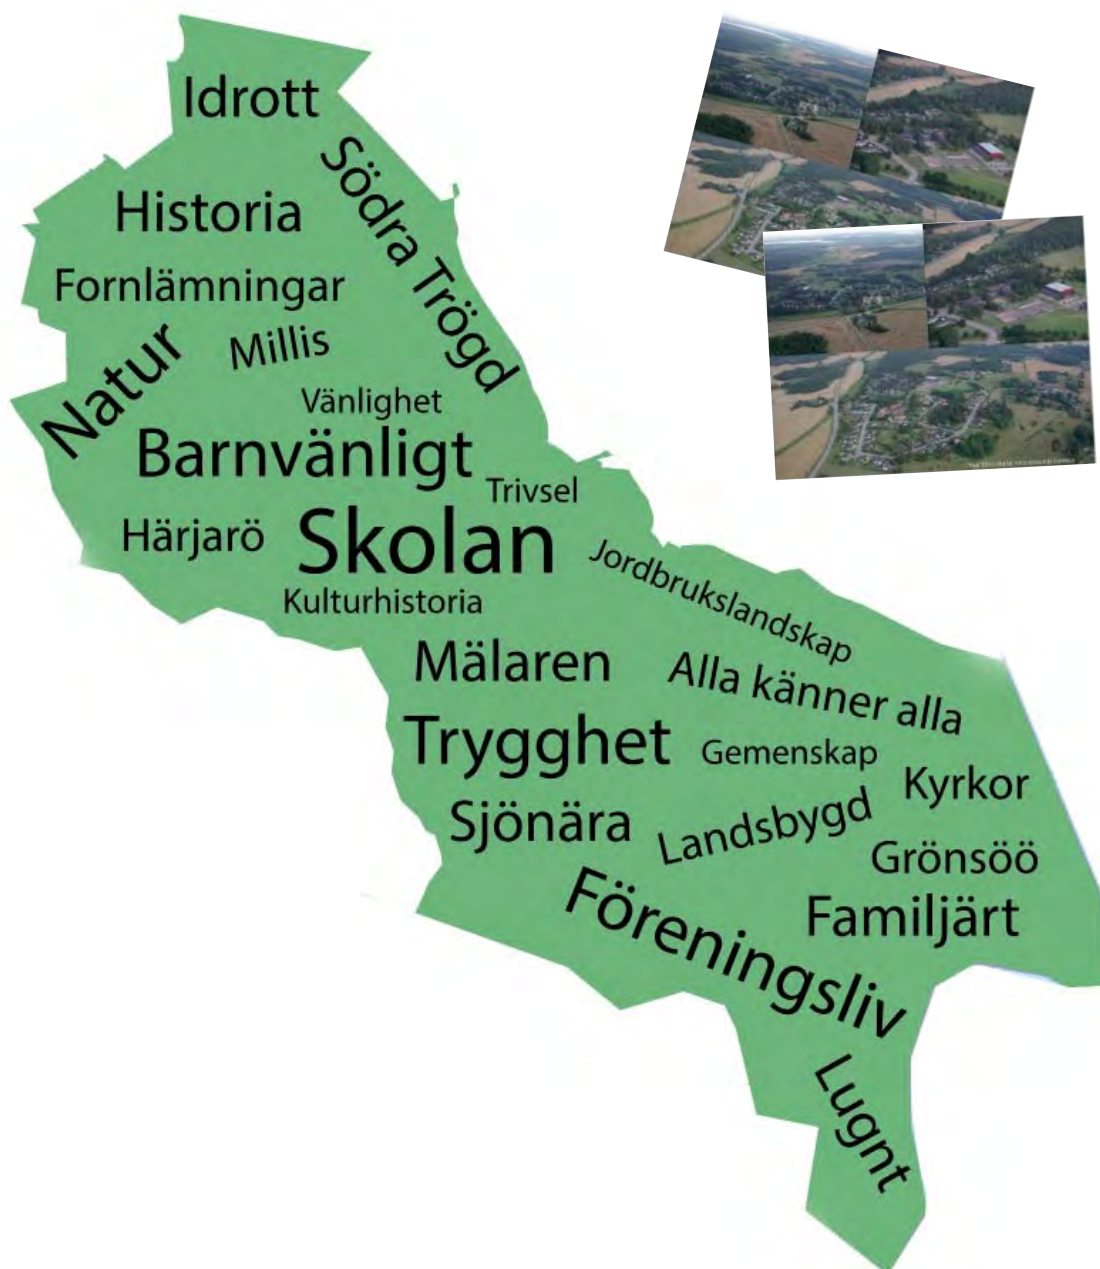 Idrott
Södra Trögd
Historia
Fornlämningar
Millis
Natur
Vänlighet
Barnvänligt
Trivsel
Skolan
Härjarö
Jordbrukslandskap
Kulturhistoria
Mälaren
Alla känner alla
Trygghet
Gemenskap
Kyrkor
Sjönära
Landsbygd
Grönsöö
Familjärt
Föreningsliv
Lugnt